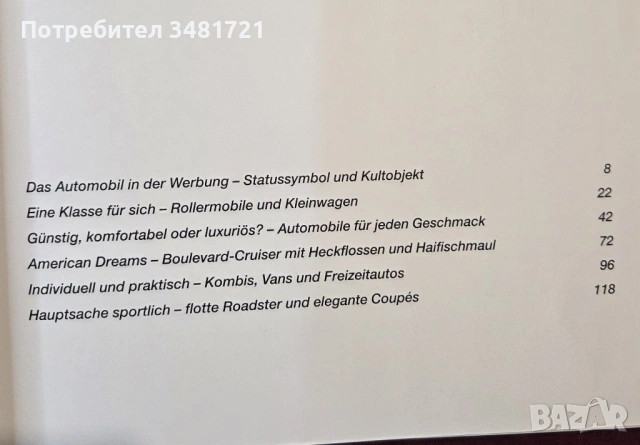 Потребител 3481721
Das Automobil in der Werbung – Statussymbol und Kultobjekt 8
Eine Klasse für sich – Rollermobile und Kleinwagen 22
Günstig, komfortabel oder luxuriös? – Automobile für jeden Geschmack 42
American Dreams – Boulevard-Cruiser mit Heckflossen und Haifischmaul 72
Individuell und praktisch – Kombis, Vans und Freizeitautos 96
Hauptsache sportlich – flotte Roadster und elegante Coupés 118
BAZAR